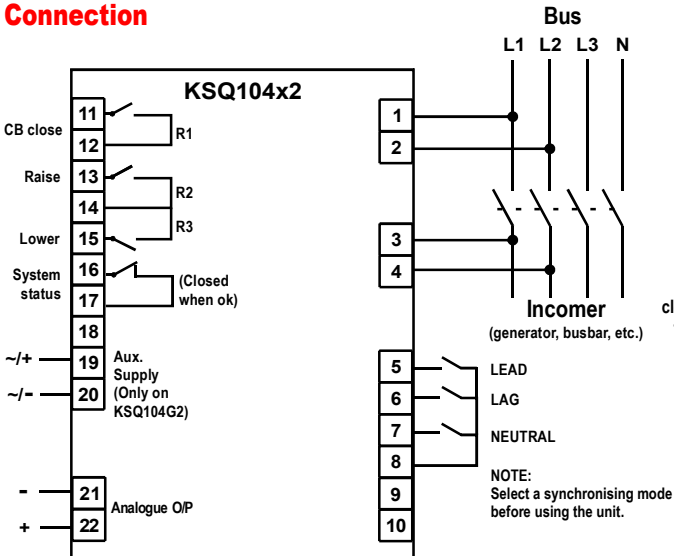 Connection
Bus
L1 L2 L3 N
KSQ104x2
CB close
11
12
R1
Raise
13
14
R2
R3
Lower
15
System
status
16
17
(Closed
when ok)
18
~/+
19
~/-
20
Aux.
Supply
(Only on
KSQ104G2)
-
21
+
22
Analogue O/P
1
2
3
4
Incomer
(generator, busbar, etc.)
cl
5
LEAD
6
LAG
7
NEUTRAL
8
9
10
NOTE:
Select a synchronising mode
before using the unit.